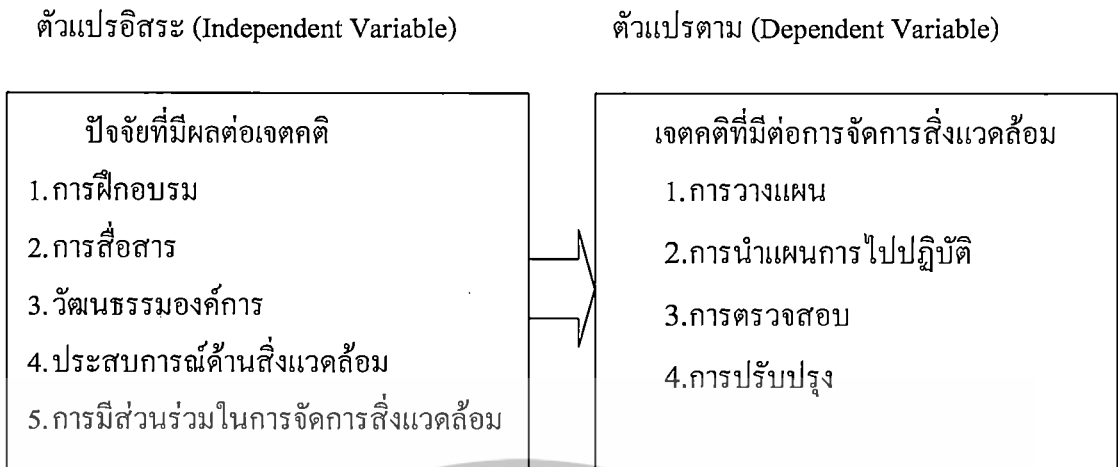 ตัวแปรอิสระ (Independent Variable)
ตัวแปรตาม (Dependent Variable)
ปัจจัยที่มีผลต่อเจตคติ
1.การฝึกอบรม
2.การสื่อสาร
3.วัฒนธรรมองค์การ
4.ประสบการณ์ด้านสิ่งแวดล้อม
5.การมีส่วนร่วมในการจัดการสิ่งแวดล้อม
เจตคติที่มีต่อการจัดการสิ่งแวดล้อม
1.การวางแผน
2.การนำแผนการไปปฏิบัติ
3.การตรวจสอบ
4.การปรับปรุง